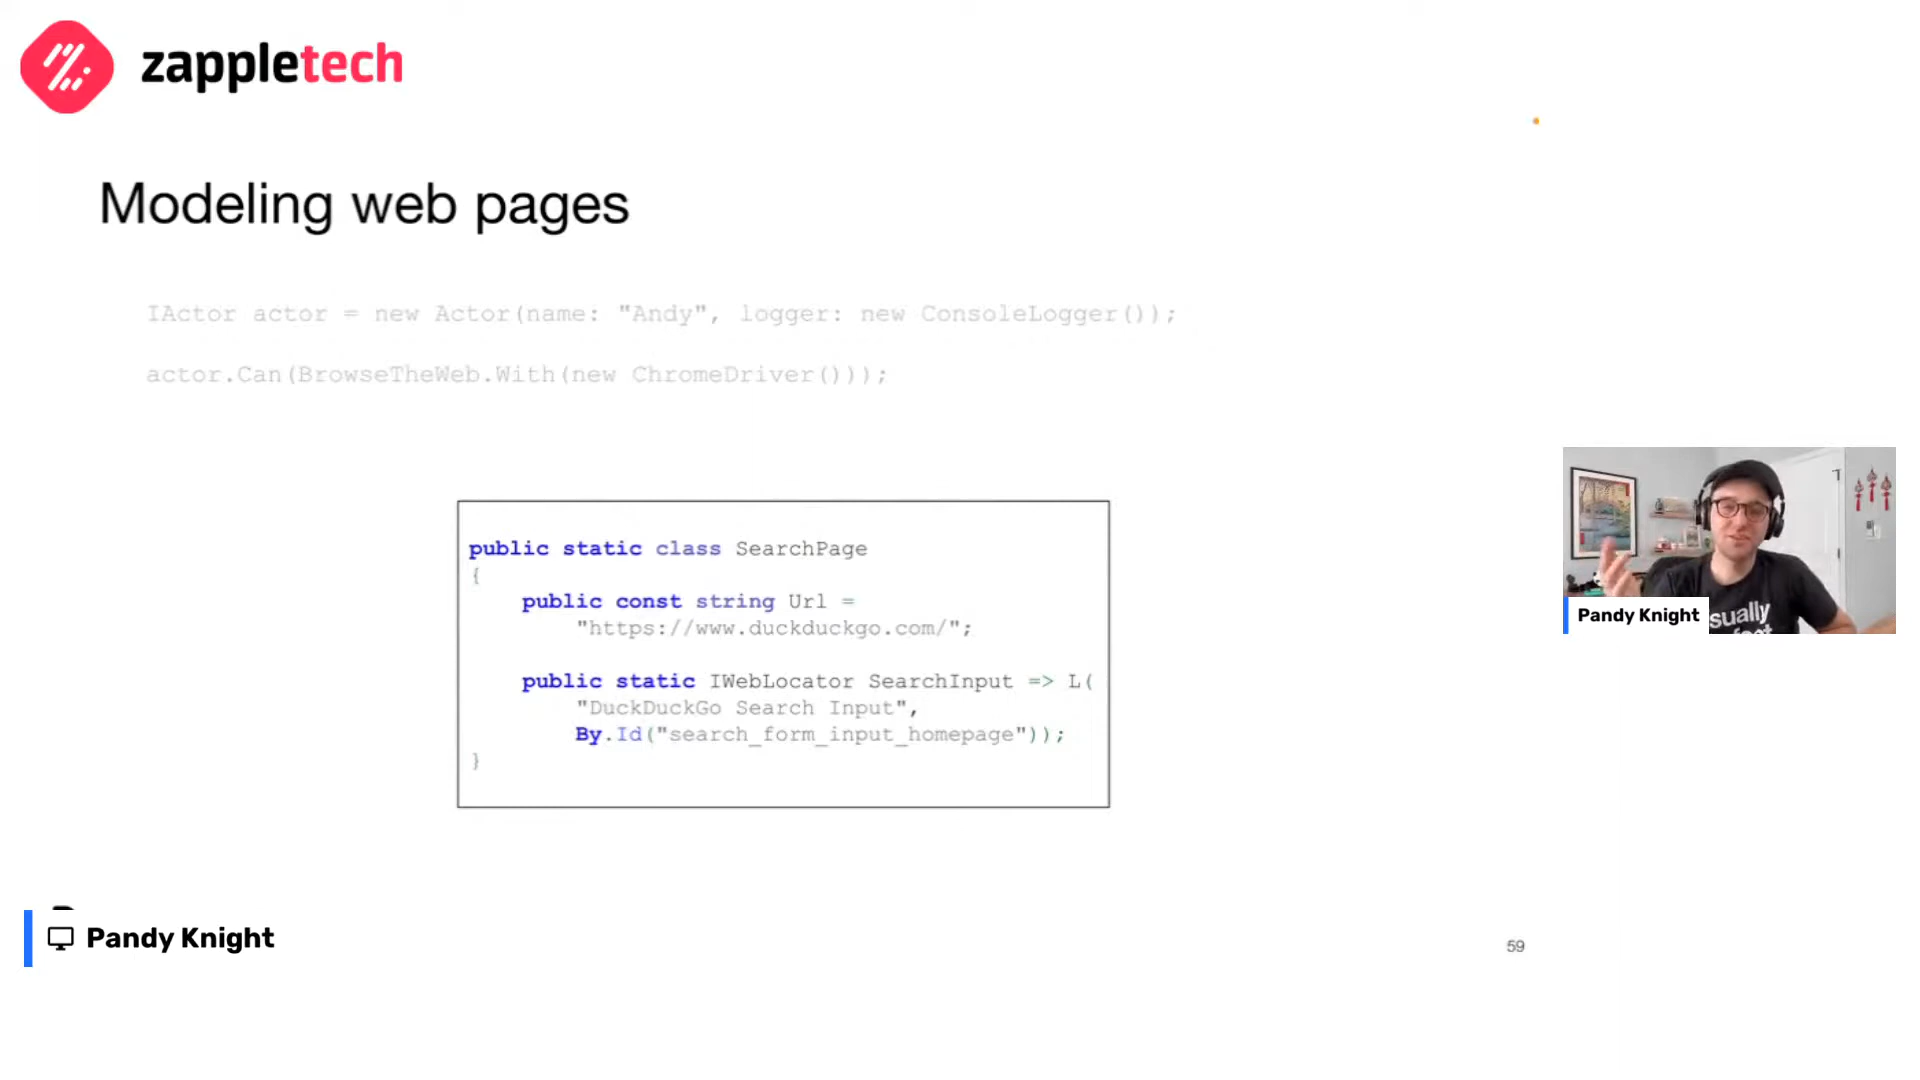 zappletech
Modeling web pages
IActor actor = new Actor(name: "Andy", logger: new ConsoleLogger());
actor.Can(BrowseTheWeb.With(new ChromeDriver()));
public static class SearchPage
{
public const string Url =
"https://www.duckduckgo.com/";
public static IWebLocator SearchInput => L(
"DuckDuckGo Search Input",
By.Id("search_form_input_homepage"));
}
Pandy Knight
Pandy Knight
59